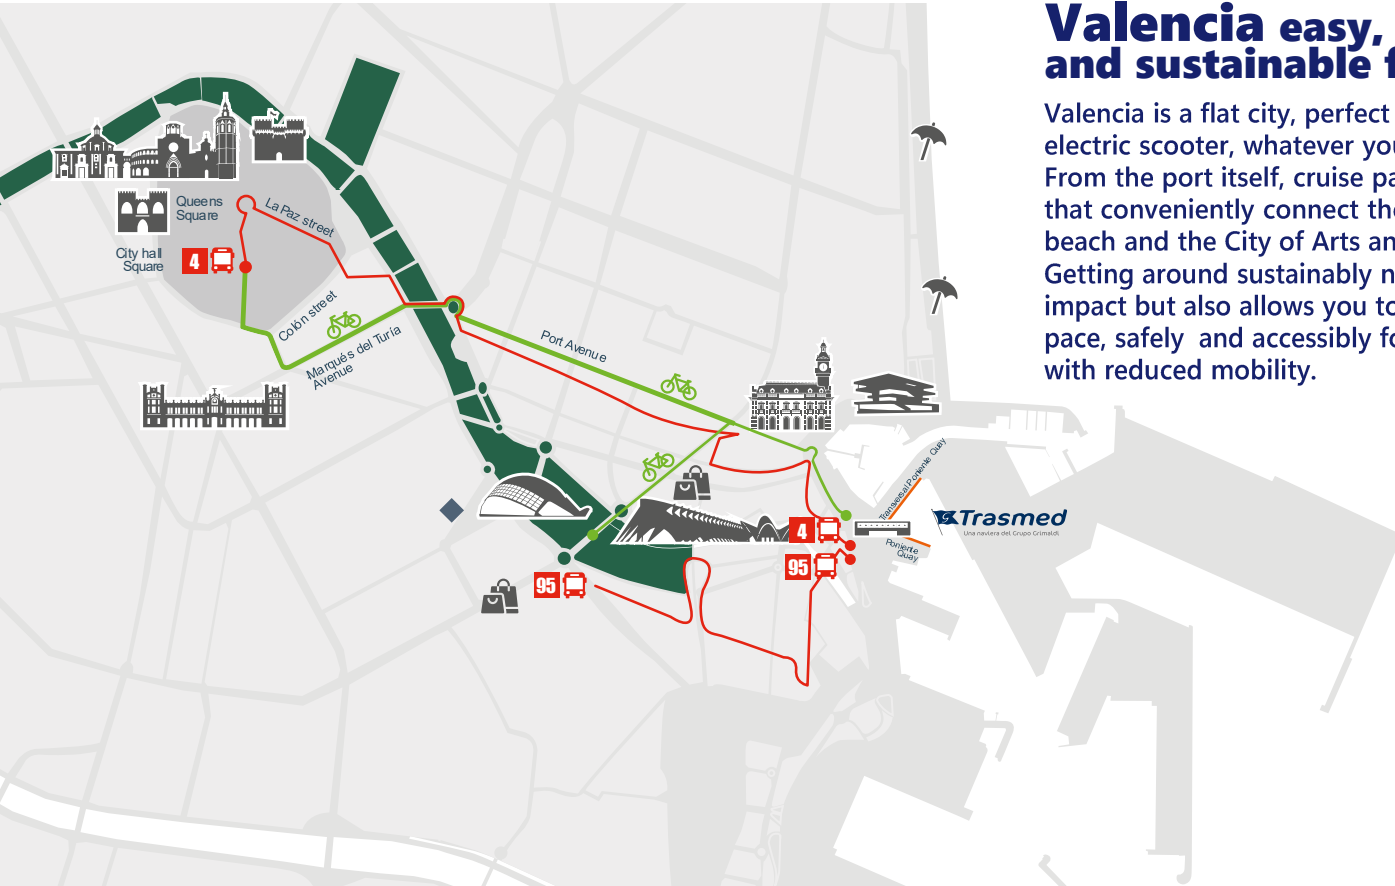 Valencia easy,
and sustainable f
Valencia is a flat city, perfect
electric scooter, whatever you
From the port itself, cruise pa
that conveniently connect the
beach and the City of Arts an
Getting around sustainably n
impact but also allows you to
pace, safely and accessibly fo
with reduced mobility.
Queens
Square
La Paz street
City hall
Square
4
Colón street
Marqués del Turía
Avenue
Port Avenue
Transversal Poniente Quay
Trasmed
Una naviera del Grupo Grimaldi
4
Poniente
Quay
95
95